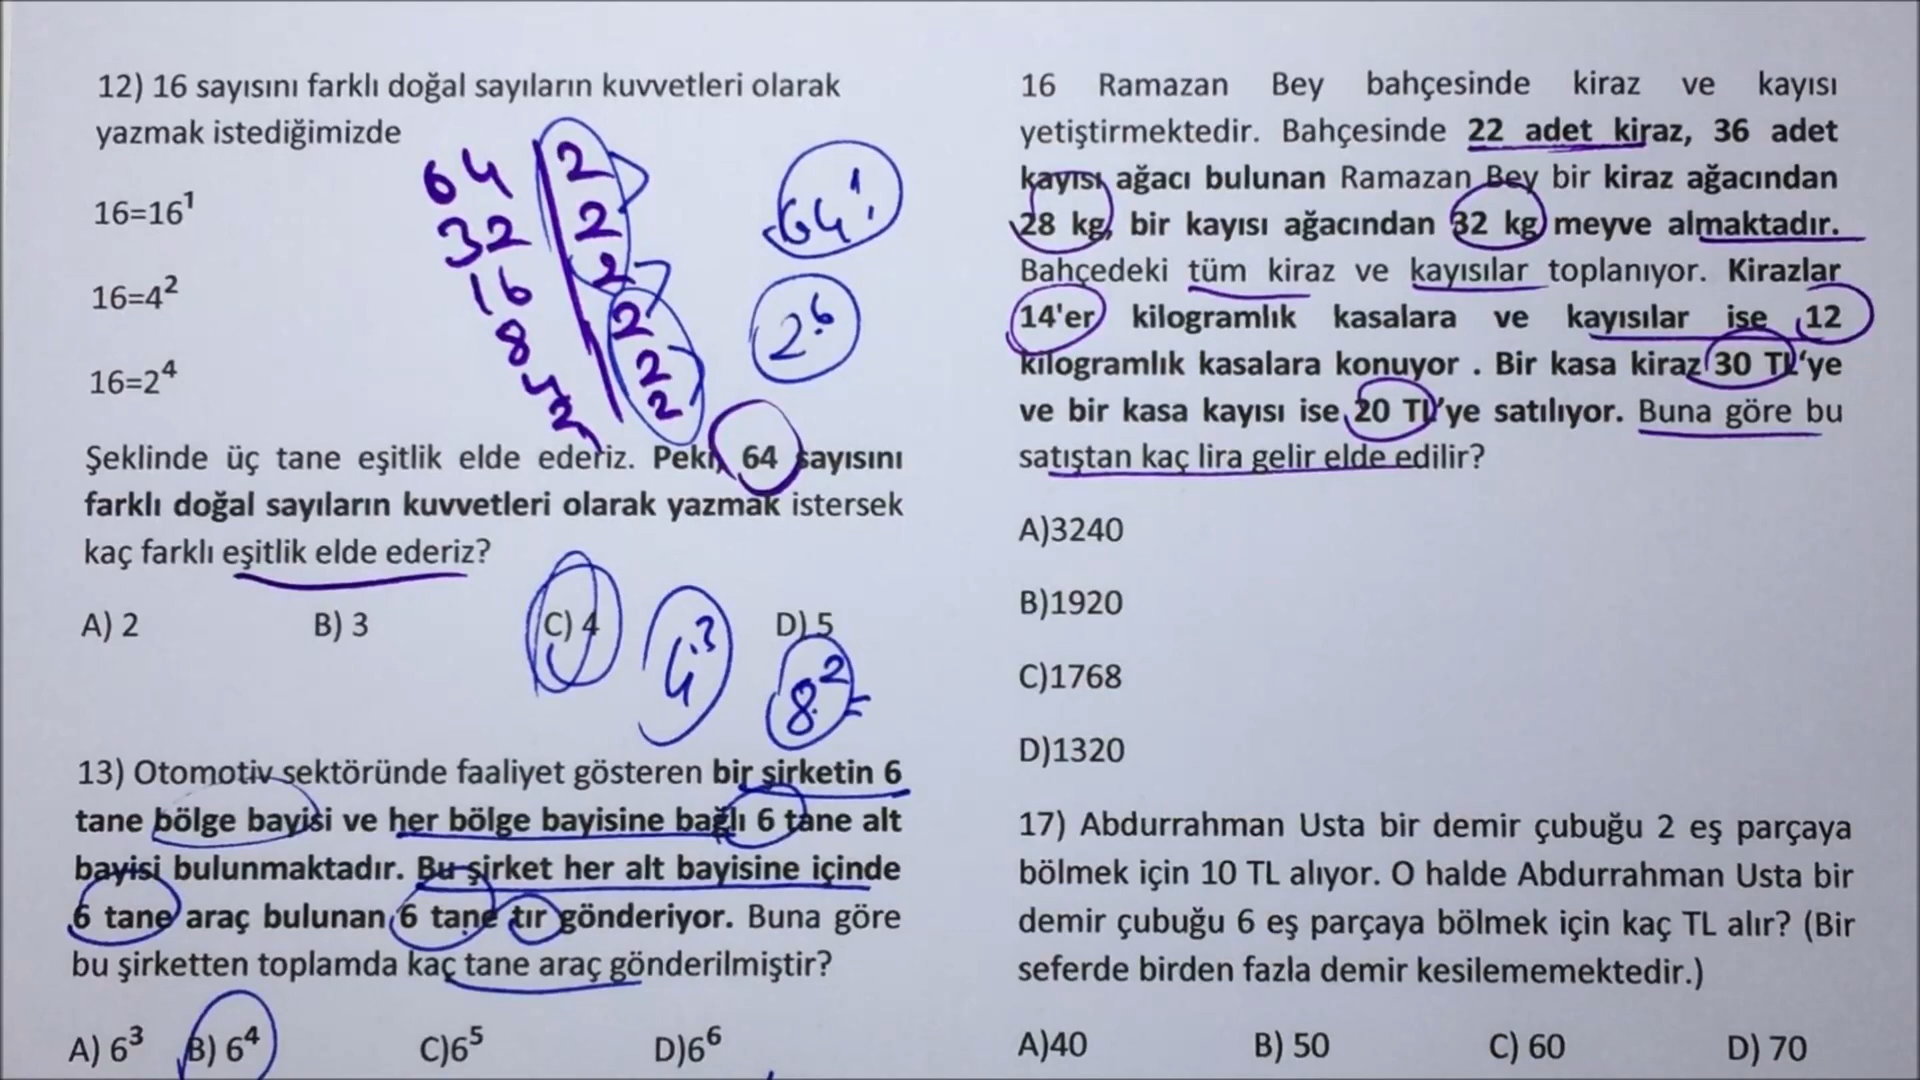 12) 16 sayısını farklı doğal sayıların kuvvetleri olarak
yazmak istediğimizde
16=16¹
16=4²
16=2⁴
64 2
32 2
16 2
8 2
4 2
2 2
64¹
2⁶
Şeklinde üç tane eşitlik elde ederiz. Peki, 64 sayısını
farklı doğal sayıların kuvvetleri olarak yazmak istersek
kaç farklı eşitlik elde ederiz?
A) 2 B) 3 C) 4 D) 5
4³
8²
13) Otomotiv sektöründe faaliyet gösteren bir şirketin 6
tane bölge bayisi ve her bölge bayisine bağlı 6 tane alt
bayisi bulunmaktadır. Bu şirket her alt bayisine içinde
6 tane araç bulunan 6 tane tır gönderiyor. Buna göre
bu şirketten toplamda kaç tane araç gönderilmiştir?
A) 6³ B) 6⁴ C)6⁵ D)6⁶
16 Ramazan Bey bahçesinde kiraz ve kayısı
yetiştirmektedir. Bahçesinde 22 adet kiraz, 36 adet
kayısı ağacı bulunan Ramazan Bey bir kiraz ağacından
28 kg, bir kayısı ağacından 32 kg meyve almaktadır.
Bahçedeki tüm kiraz ve kayısılar toplanıyor. Kirazlar
14'er kilogramlık kasalara ve kayısılar ise 12
kilogramlık kasalara konuyor . Bir kasa kiraz 30 TL'ye
ve bir kasa kayısı ise 20 TL'ye satılıyor. Buna göre bu
satıştan kaç lira gelir elde edilir?
A)3240
B)1920
C)1768
D)1320
17) Abdurrahman Usta bir demir çubuğu 2 eş parçaya
bölmek için 10 TL alıyor. O halde Abdurrahman Usta bir
demir çubuğu 6 eş parçaya bölmek için kaç TL alır? (Bir
seferde birden fazla demir kesilememektedir.)
A)40 B) 50 C) 60 D) 70